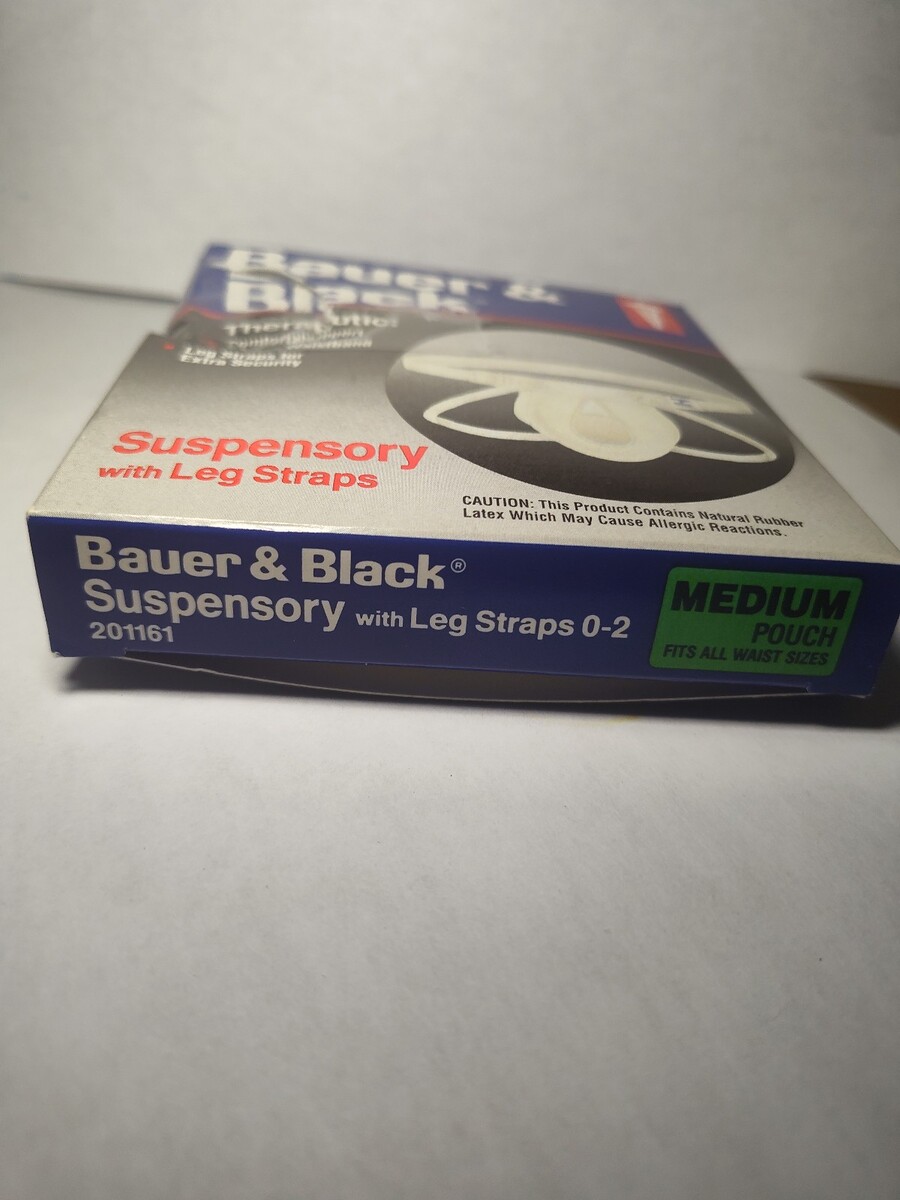 Bauer &
Black
Therapeutic:
Leg Straps for
Extra Security
Suspensory
with Leg Straps
CAUTION: This Product Contains Natural Rubber
Latex Which May Cause Allergic Reactions.
Bauer & Black®
Suspensory with Leg Straps 0-2
201161
MEDIUM
POUCH
FITS ALL WAIST SIZES